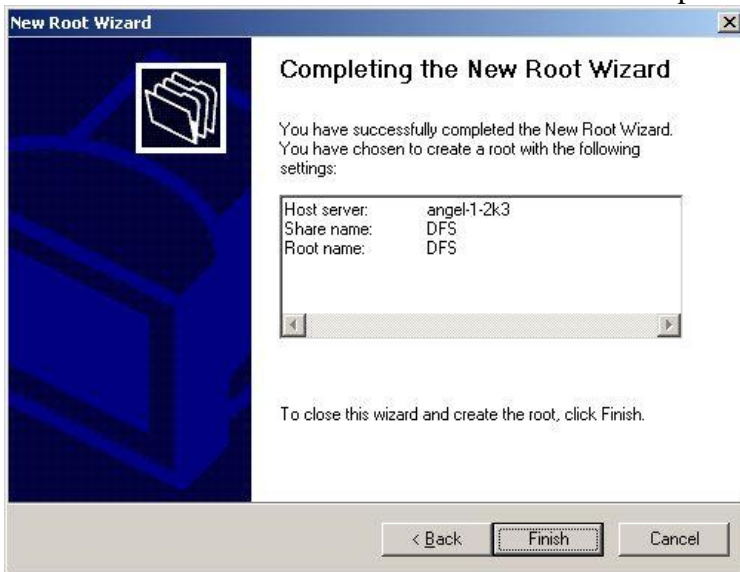 New Root Wizard
Completing the New Root Wizard
You have successfully completed the New Root Wizard.
You have chosen to create a root with the following
settings:
Host server: angel-1-2k3
Share name: DFS
Root name: DFS
To close this wizard and create the root, click Finish.
< Back Finish Cancel